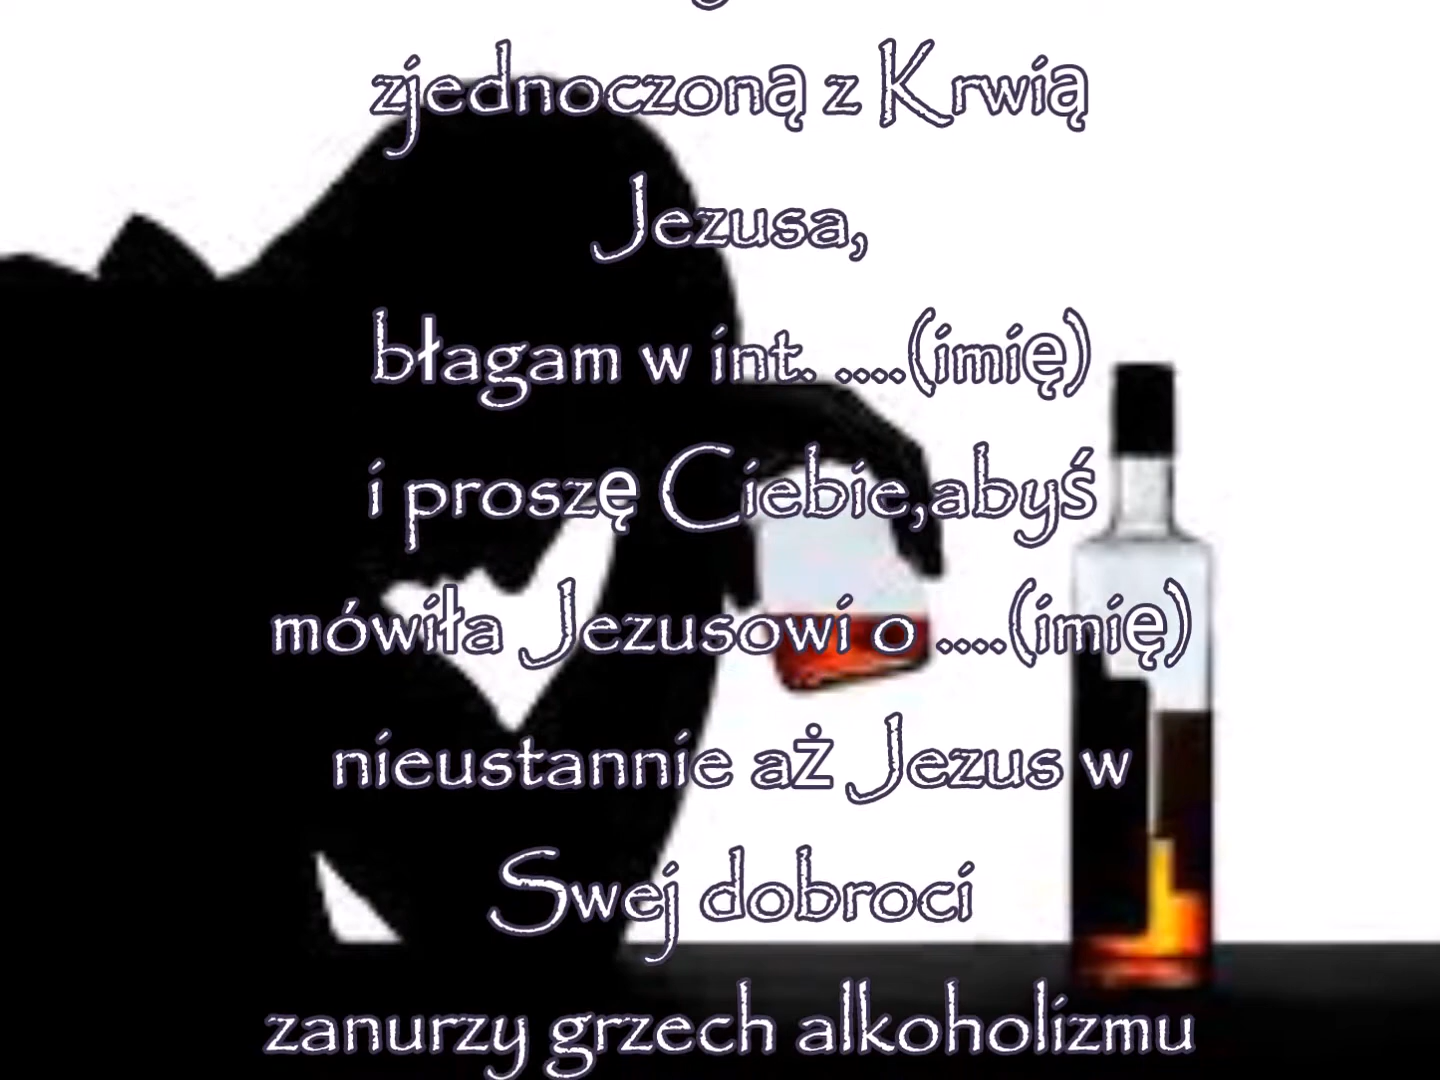 zjednoczoną z Krwią
Jezusa,
błagam w int. ....(imię)
i proszę Ciebie,abyś
mówiła Jezusowi o ....(imię)
nieustannie aż Jezus w
Swej dobroci
zanurzy grzech alkoholizmu